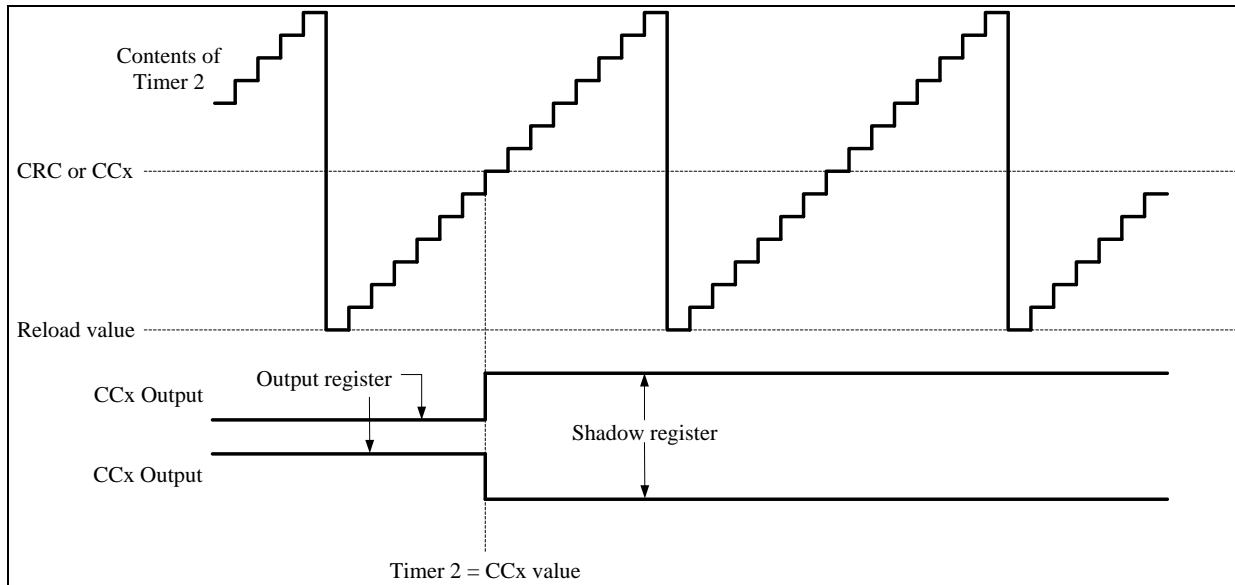 Contents of
Timer 2
CRC or CCx
Reload value
Output register
CCx Output
Shadow register
CCx Output
Timer 2 = CCx value